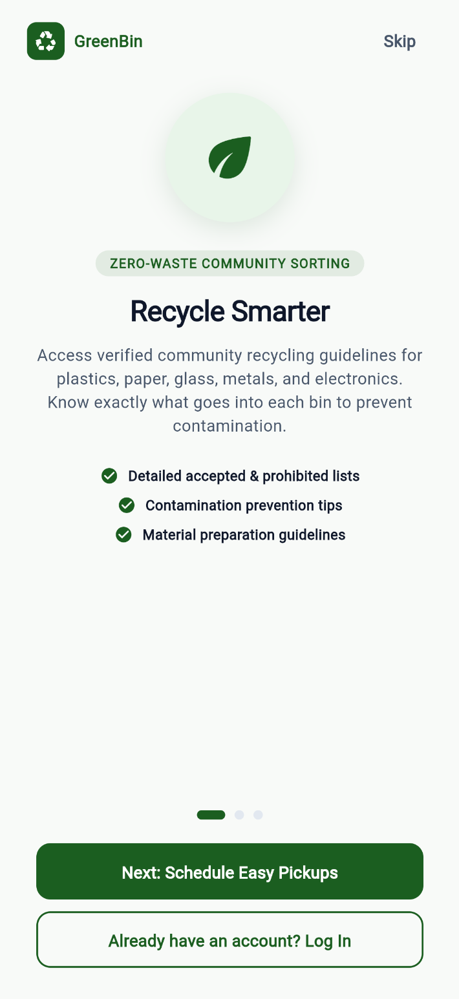 GreenBin
Skip
ZERO-WASTE COMMUNITY SORTING
Recycle Smarter
Access verified community recycling guidelines for
plastics, paper, glass, metals, and electronics.
Know exactly what goes into each bin to prevent
contamination.
Detailed accepted & prohibited lists
Contamination prevention tips
Material preparation guidelines
Next: Schedule Easy Pickups
Already have an account? Log In